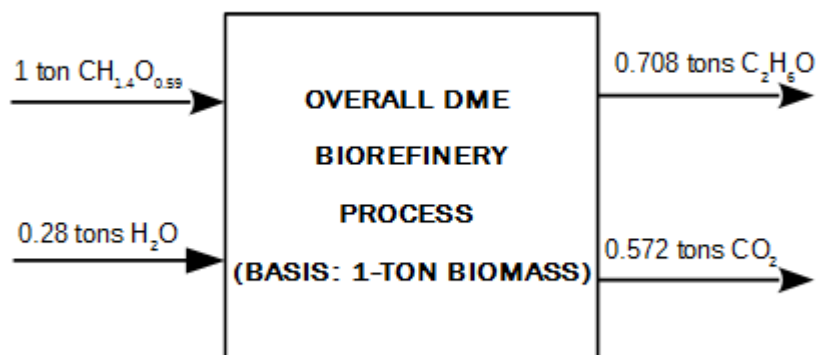 1 ton CH₁.₄O₀.₅₉
0.28 tons H₂O
OVERALL DME
BIOREFINERY
PROCESS
(BASIS: 1-TON BIOMASS)
0.708 tons C₂H₆O
0.572 tons CO₂